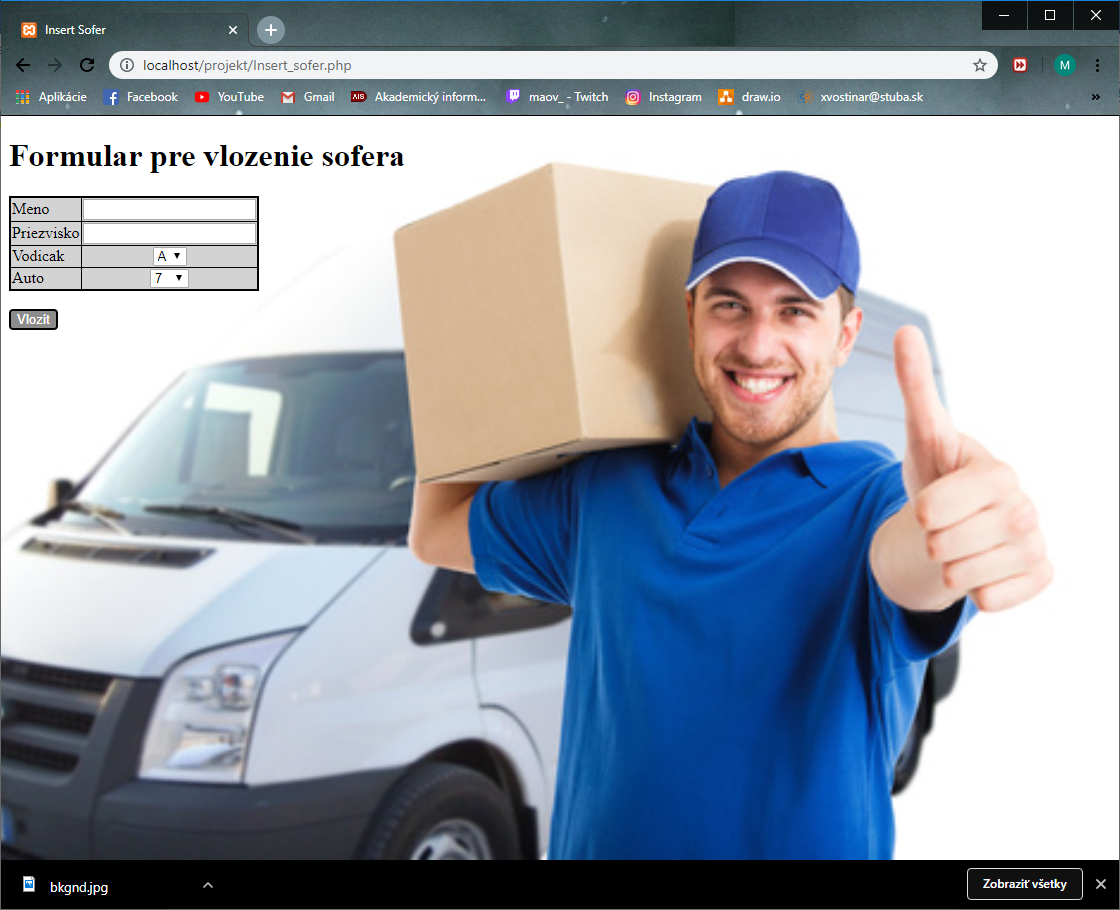 Insert Sofer
localhost/projekt/Insert_sofer.php
M
Aplikácie Facebook YouTube Gmail AIS Akademický inform... maov_ - Twitch Instagram draw.io xvostinar@stuba.sk »
Formular pre vlozenie sofera
Meno
Priezvisko
Vodicak A
Auto 7
Vlozit
bkgnd.jpg
Zobraziť všetky